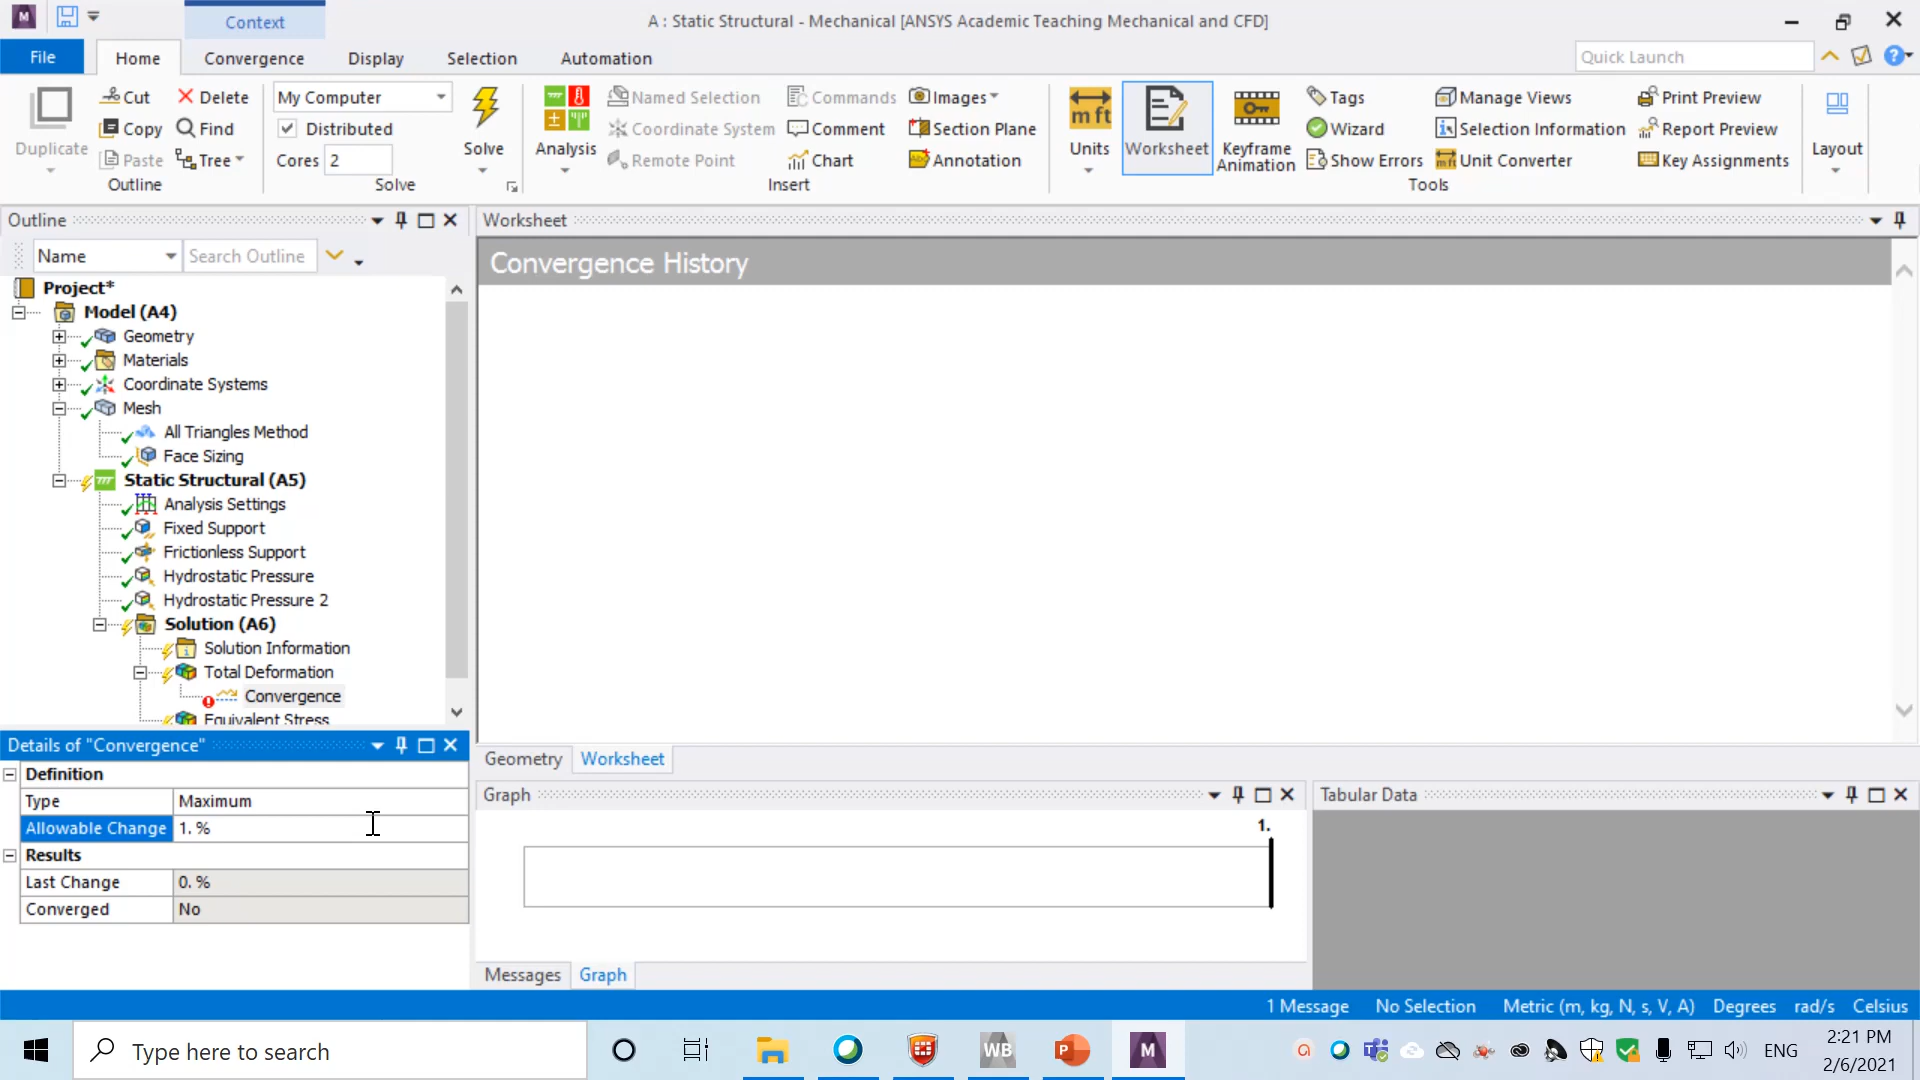 M
Context
A : Static Structural - Mechanical [ANSYS Academic Teaching Mechanical and CFD]
File Home Convergence Display Selection Automation
Quick Launch
Duplicate
Cut
Copy
Paste
Delete
Find
Tree
Outline
My Computer
Distributed
Cores 2
Solve
Solve
Analysis
Named Selection
Coordinate System
Remote Point
Commands
Comment
Chart
Images
Section Plane
Annotation
Insert
m ft
Units
Worksheet
Keyframe
Animation
Tags
Wizard
Show Errors
Manage Views
Selection Information
Unit Converter
Print Preview
Report Preview
Key Assignments
Tools
Layout
Outline
Name Search Outline
Project*
Model (A4)
Geometry
Materials
Coordinate Systems
Mesh
All Triangles Method
Face Sizing
Static Structural (A5)
Analysis Settings
Fixed Support
Frictionless Support
Hydrostatic Pressure
Hydrostatic Pressure 2
Solution (A6)
Solution Information
Total Deformation
Convergence
Equivalent Stress
Details of "Convergence"
Definition
Type Maximum
Allowable Change 1. %
Results
Last Change 0. %
Converged No
Worksheet
Convergence History
Geometry Worksheet
Graph
1.
Messages Graph
Tabular Data
1 Message No Selection Metric (m, kg, N, s, V, A) Degrees rad/s Celsius
Type here to search
WB
P
M
ENG
2:21 PM
2/6/2021